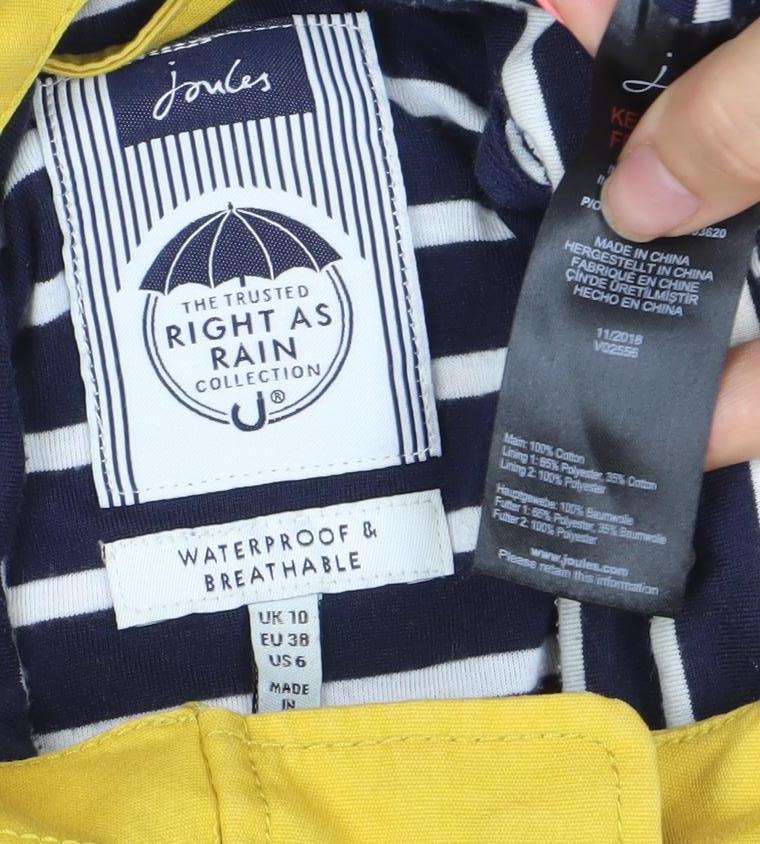 joules
THE TRUSTED
RIGHT AS
RAIN
COLLECTION
®
WATERPROOF &
BREATHABLE
UK 10
EU 38
US 6
MADE
IN
j
P/O
3620
MADE IN CHINA
HERGESTELLT IN CHINA
FABRIQUÉ EN CHINE
ÇİN'DE ÜRETİLMİŞTİR
HECHO EN CHINA
11/2018
V02556
Main: 100% Cotton
Lining 1: 65% Polyester, 35% Cotton
Lining 2: 100% Polyester
Hauptgewebe: 100% Baumwolle
Futter 1: 65% Polyester, 35% Baumwolle
Futter 2: 100% Polyester
www.joules.com
Please retain this information